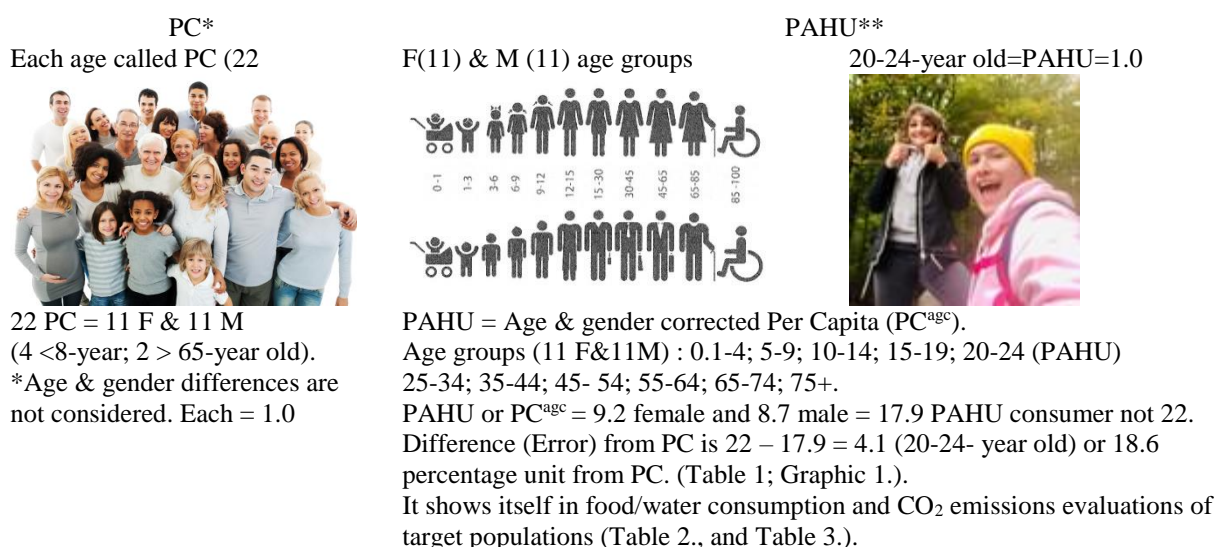 PC*
Each age called PC (22
22 PC = 11 F & 11 M
(4 <8-year; 2 > 65-year old).
*Age & gender differences are
not considered. Each = 1.0
PAHU**
F(11) & M (11) age groups
20-24-year old=PAHU=1.0
0-1
1-3
3-6
6-9
9-12
12-15
15-30
30-45
45-65
65-85
85-100
PAHU = Age & gender corrected Per Capita (PCᵃᵍᶜ).
Age groups (11 F&11M) : 0.1-4; 5-9; 10-14; 15-19; 20-24 (PAHU)
25-34; 35-44; 45- 54; 55-64; 65-74; 75+.
PAHU or PCᵃᵍᶜ = 9.2 female and 8.7 male = 17.9 PAHU consumer not 22.
Difference (Error) from PC is 22 – 17.9 = 4.1 (20-24- year old) or 18.6
percentage unit from PC. (Table 1; Graphic 1.).
It shows itself in food/water consumption and CO₂ emissions evaluations of
target populations (Table 2., and Table 3.).